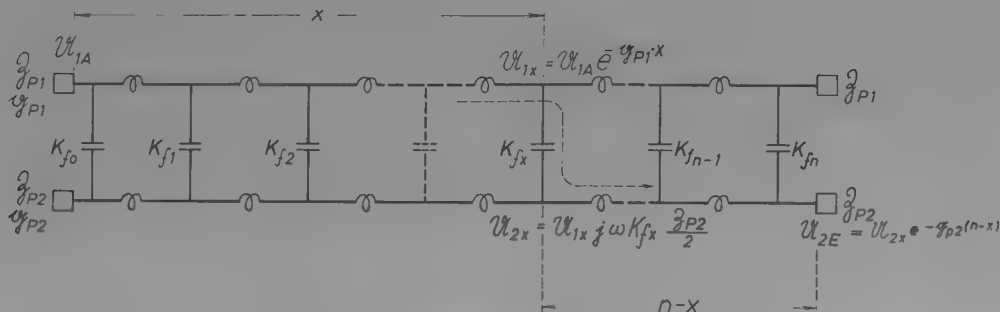 x
𝔘₁A
𝔘₁ₓ = 𝔘₁A e^-𝔤P1·x
ℨP1
𝔤P1
ℨP1
Kf0
Kf1
Kf2
Kfx
Kfn-1
Kfn
ℨP2
𝔤P2
ℨP2
𝔘₂ₓ = 𝔘₁ₓ j ω Kfx ℨP2/2
𝔘₂E = 𝔘₂ₓ e^-𝔤P2(n-x)
n-x